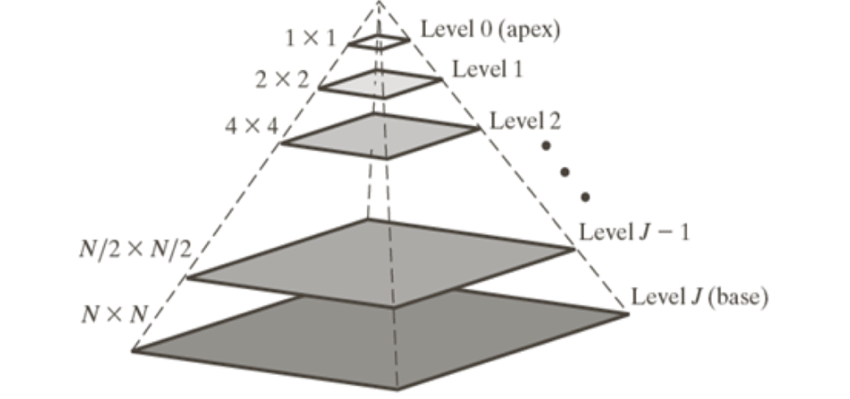 1 × 1 Level 0 (apex)
2 × 2 Level 1
4 × 4 Level 2
N/2 × N/2 Level J − 1
N × N Level J (base)